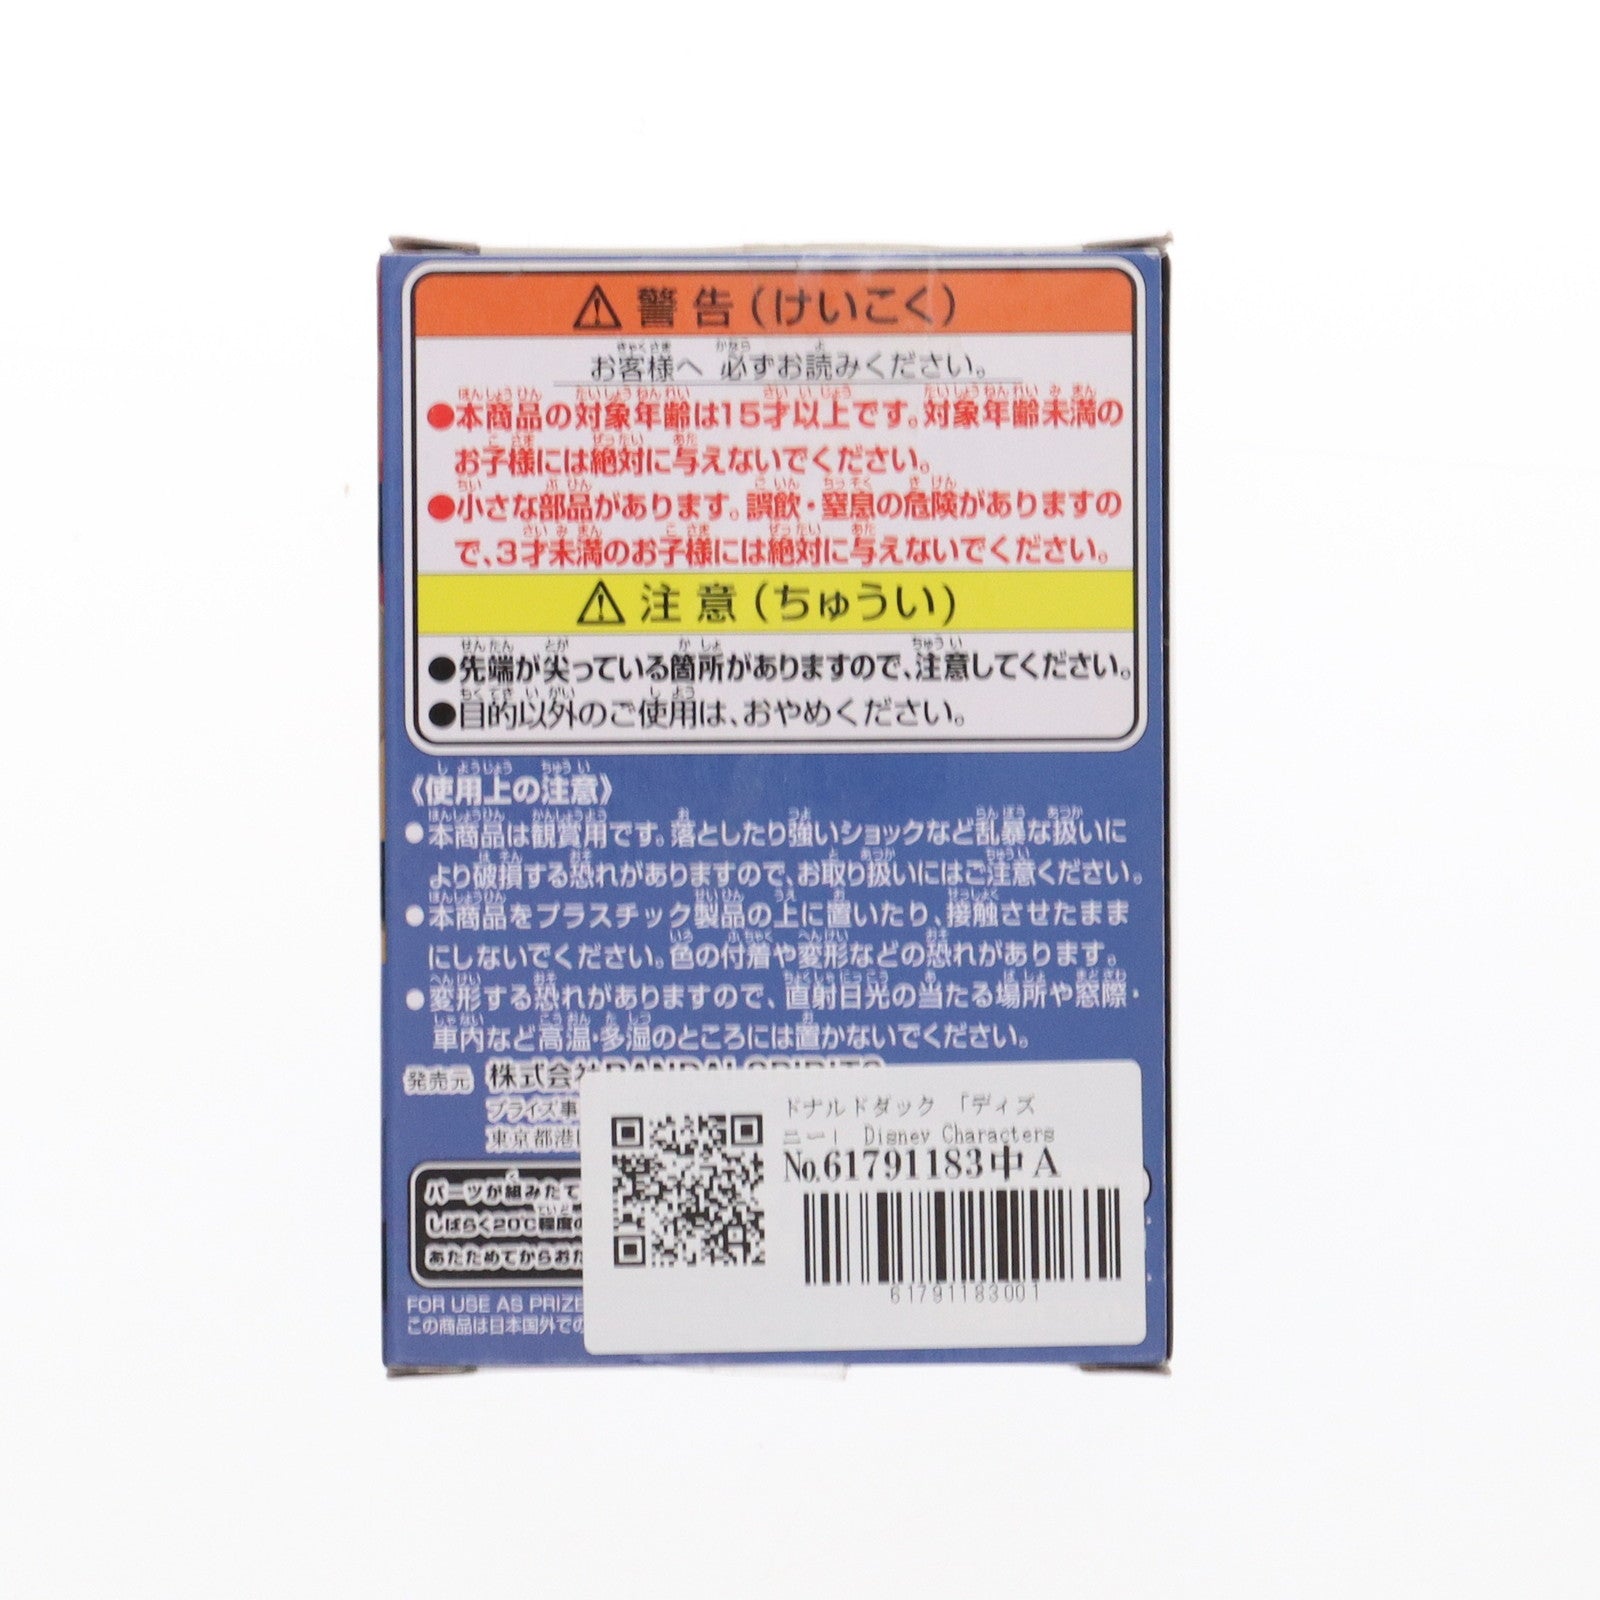 ⚠警告(けいこく)
お客様へ 必ずお読みください。
●本商品の対象年齢は15才以上です。対象年齢未満の
お子様には絶対に与えないでください。
●小さな部品があります。誤飲・窒息の危険がありますの
で、3才未満のお子様には絶対に与えないでください。
⚠注意(ちゅうい)
●先端が尖っている箇所がありますので、注意してください。
●目的以外のご使用は、おやめください。
《使用上の注意》
●本商品は観賞用です。落としたり強いショックなど乱暴な扱いに
より破損する恐れがありますので、お取り扱いにはご注意ください。
●本商品をプラスチック製品の上に置いたり、接触させたまま
にしないでください。色の付着や変形などの恐れがあります。
●変形する恐れがありますので、直射日光の当たる場所や窓際・
車内など高温・多湿のところには置かないでください。
発売元 株式会社BANDAI SPIRITS
プライズ事
東京都港
パーツが組みたて
しばらく20℃程度の
あたためてからおた
FOR USE AS PRIZE
この商品は日本国外での
ドナルドダック 「ディズ
ニー」 Disney Characters
No.61791183中A
61791183001